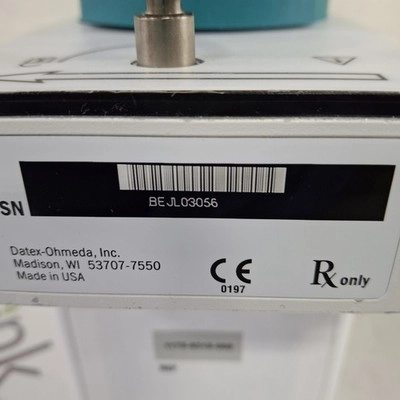 SN
BEJL03056
Datex-Ohmeda, Inc.
Madison, WI 53707-7550
Made in USA
CE
0197
Rx only